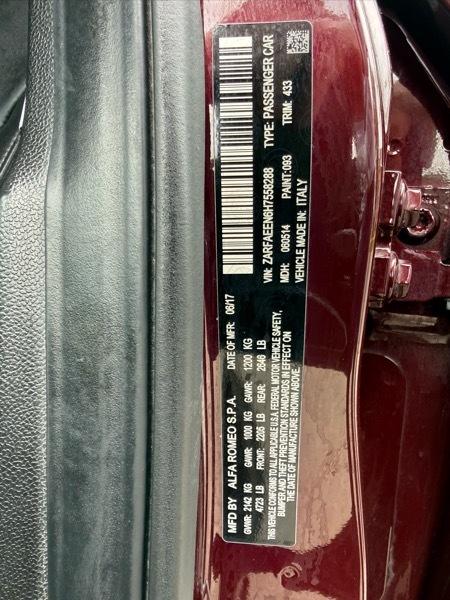 MFD BY ALFA ROMEO S.P.A. DATE OF MFR: 06/17
GVWR: 2142 KG GAWR: 1000 KG GAWR: 1200 KG
4723 LB FRONT: 2205 LB REAR: 2646 LB
THIS VEHICLE CONFORMS TO ALL APPLICABLE U.S.A. FEDERAL MOTOR VEHICLE SAFETY,
BUMPER AND THEFT PREVENTION STANDARDS IN EFFECT ON
THE DATE OF MANUFACTURE SHOWN ABOVE.
VIN: ZARFAEEN6H7558288 TYPE: PASSENGER CAR
MDH: 060514 PAINT:093 TRIM: 433
VEHICLE MADE IN: ITALY